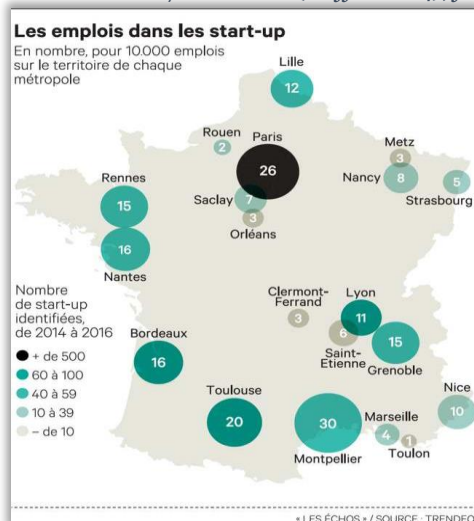 Les emplois dans les start-up
En nombre, pour 10.000 emplois
sur le territoire de chaque
métropole
Lille
12
Rouen
2
Paris
26
Metz
3
Nancy
8
Strasbourg
5
Rennes
15
Saclay
7
3
Orléans
16
Nantes
Nombre
de start-up
identifiées,
de 2014 à 2016
+ de 500
60 à 100
40 à 59
10 à 39
– de 10
Clermont-
Ferrand
3
Lyon
11
6
Saint-
Etienne
15
Grenoble
Bordeaux
16
Toulouse
20
30
Montpellier
Marseille
4
1
Toulon
Nice
10
« LES ÉCHOS » / SOURCE : TRENDEO